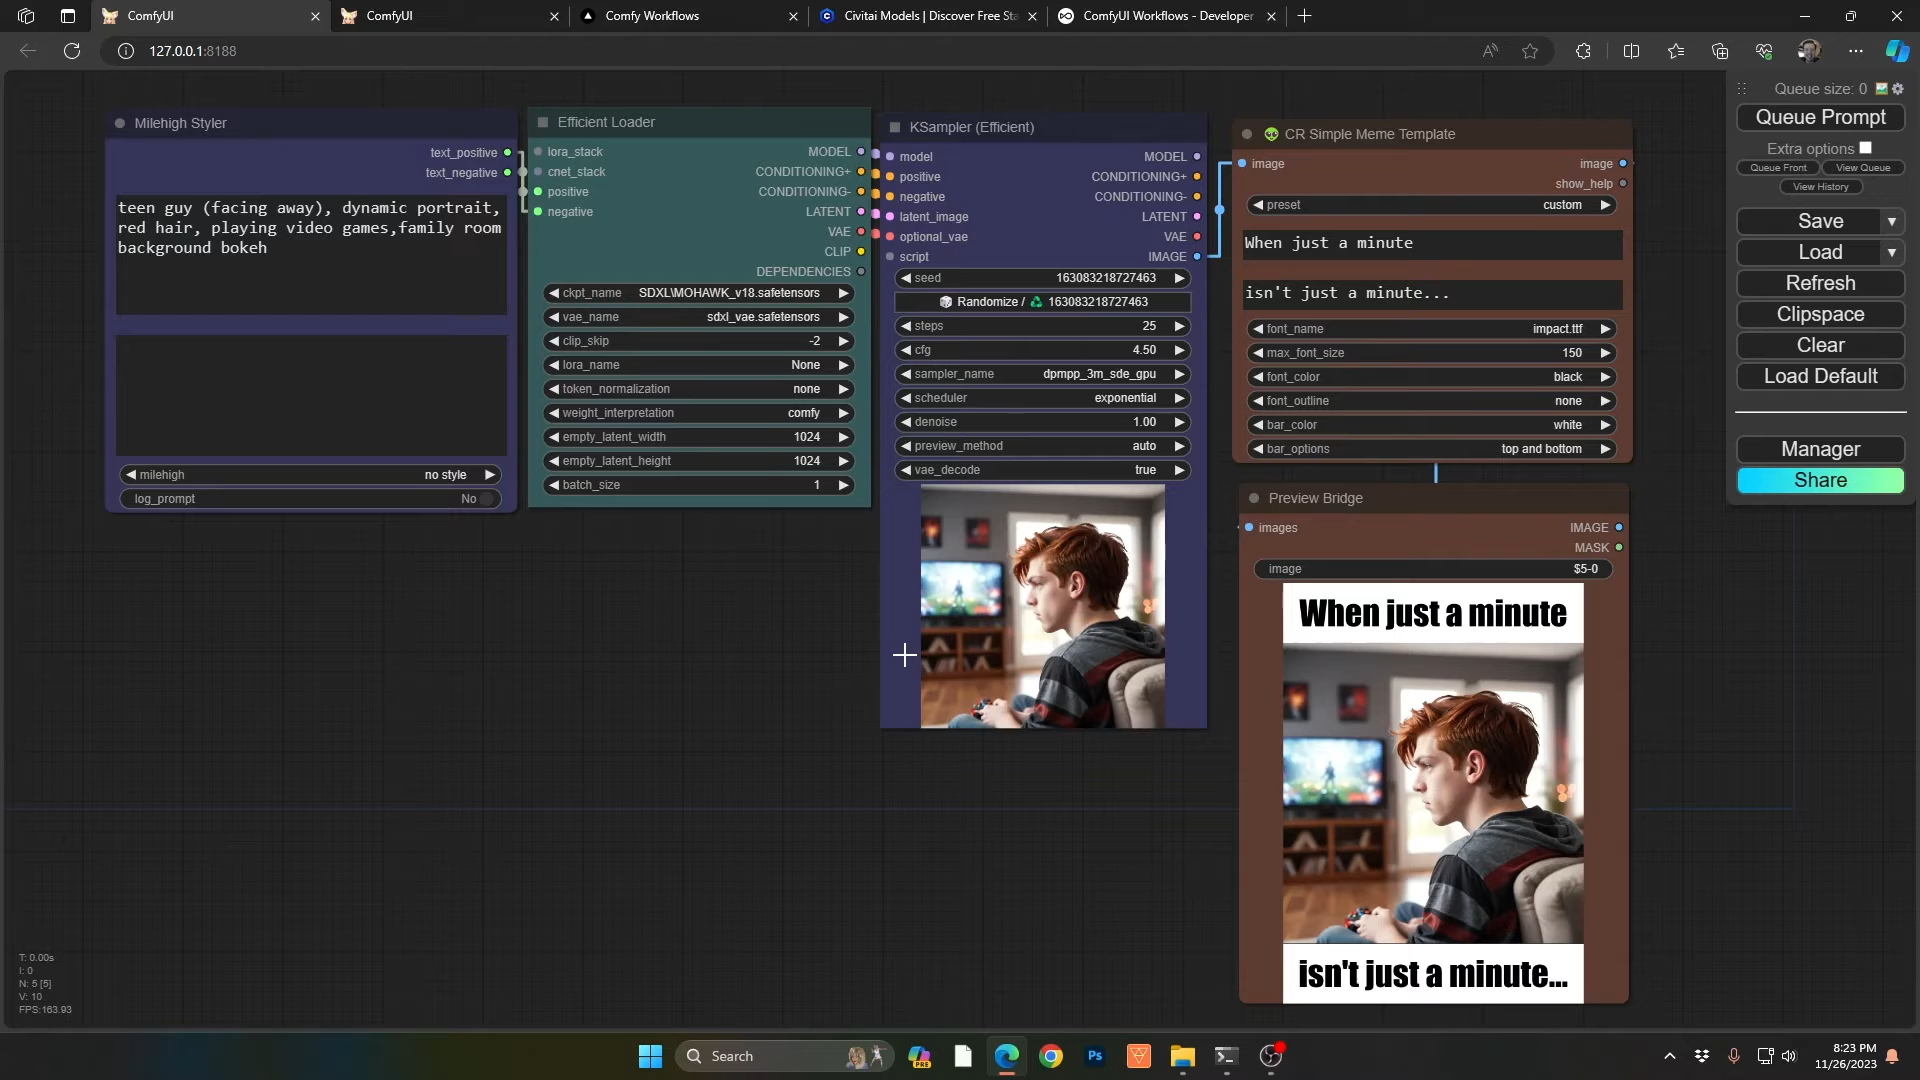 ComfyUI
ComfyUI
Comfy Workflows
Civitai Models | Discover Free Sta
ComfyUI Workflows - Developer
127.0.0.1:8188
Milehigh Styler
text_positive
text_negative
teen guy (facing away), dynamic portrait,
red hair, playing video games,family room
background bokeh
milehigh no style
log_prompt No
Efficient Loader
lora_stack MODEL
cnet_stack CONDITIONING+
positive CONDITIONING-
negative LATENT
VAE
CLIP
DEPENDENCIES
ckpt_name SDXL\MOHAWK_v18.safetensors
vae_name sdxl_vae.safetensors
clip_skip -2
lora_name None
token_normalization none
weight_interpretation comfy
empty_latent_width 1024
empty_latent_height 1024
batch_size 1
KSampler (Efficient)
model MODEL
positive CONDITIONING+
negative CONDITIONING-
latent_image LATENT
optional_vae VAE
script IMAGE
seed 163083218727463
Randomize / 163083218727463
steps 25
cfg 4.50
sampler_name dpmpp_3m_sde_gpu
scheduler exponential
denoise 1.00
preview_method auto
vae_decode true
CR Simple Meme Template
image image
show_help
preset custom
When just a minute
isn't just a minute...
font_name impact.ttf
max_font_size 150
font_color black
font_outline none
bar_color white
bar_options top and bottom
Preview Bridge
images IMAGE
MASK
image $5-0
When just a minute
isn't just a minute...
Queue size: 0
Queue Prompt
Extra options
Queue Front View Queue
View History
Save
Load
Refresh
Clipspace
Clear
Load Default
Manager
Share
T: 0.00s
I: 0
N: 5 [5]
V: 10
FPS:163.93
Search
PRE
Ps
8:23 PM
11/26/2023